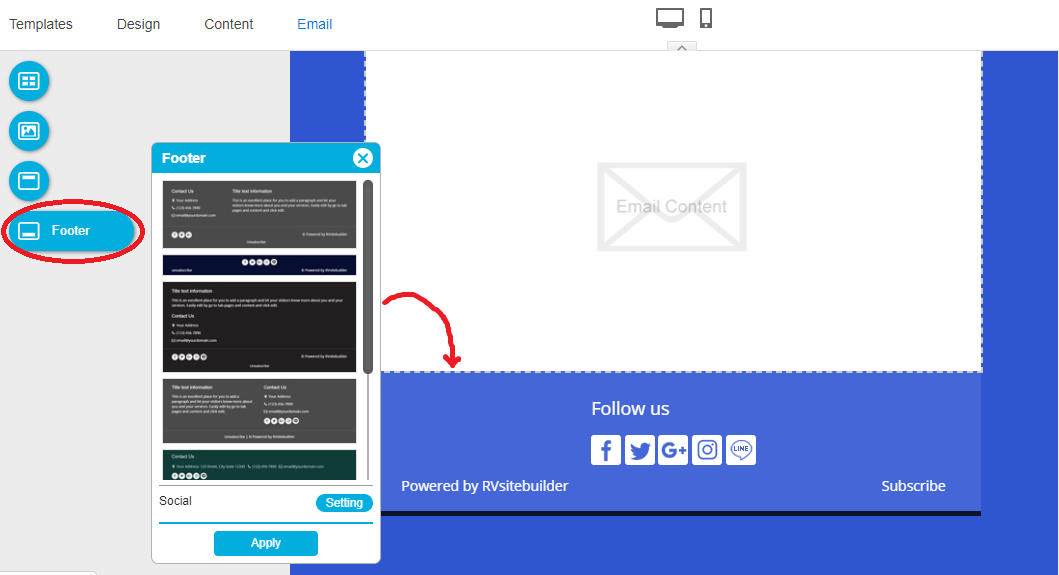 Templates Design Content Email
Footer
Footer
Contact Us
Your Address
(123)-456-7890
email@yourdomain.com
Title text information
This is an excellent place for you to add a paragraph and let your
visitors know more about you and your services. Easily edit by go to tab
pages and content and click edit.
© Powered by Rvsitebuilder
Unsubscribe
unsubscribe
© Powered by RVsitebuilder
Title text information
This is an excellent place for you to add a paragraph and let your visitors know more about you and your
services. Easily edit by go to tab pages and content and click edit.
Contact Us
Your Address
(123)-456-7890
email@yourdomain.com
© Powered by RVsitebuilder
Unsubscribe
Title text information
This is an excellent place for you to add a
paragraph and let your visitors know more about
you and your services. Easily edit by go to tab
pages and content and click edit.
Contact Us
Your Address
(123)-456-7890
email@yourdomain.com
Unsubscribe | © Powered by RVsitebuilder
Contact Us
Your Address: 123 Street, City State 12345 (123)-456-7890 email@yourdomain.com
Social Setting
Apply
Email Content
Follow us
f G+ LINE
Powered by RVsitebuilder Subscribe